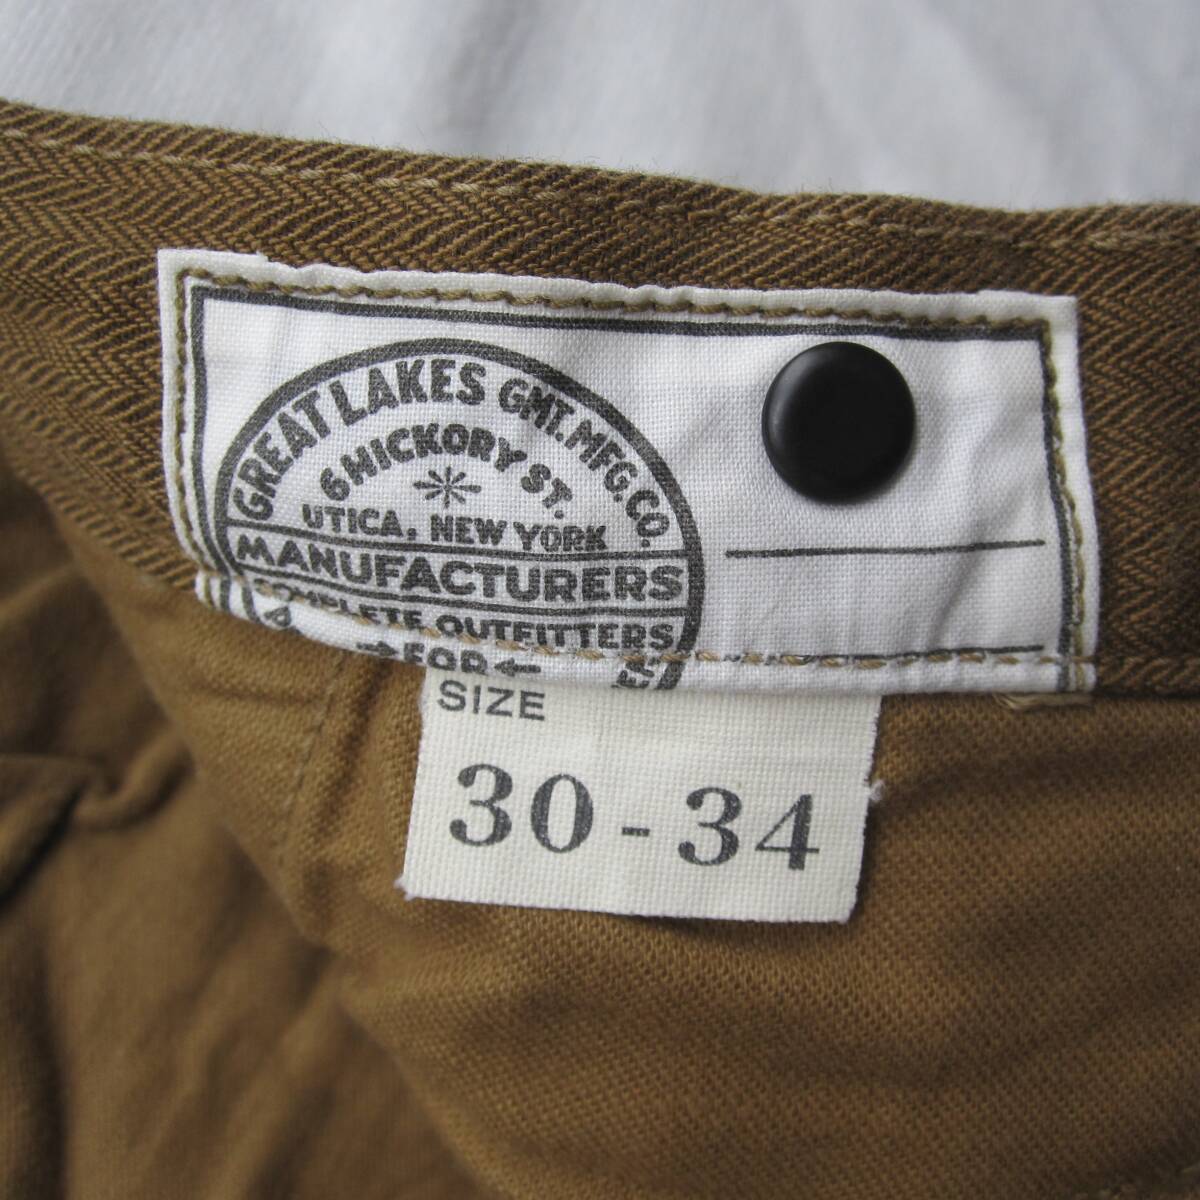 GREAT LAKES GMT. MFG. CO.
6 HICKORY ST.
UTICA, NEW YORK
MANUFACTURERS
COMPLETE OUTFITTERS
→FOR←
SIZE
30 - 34